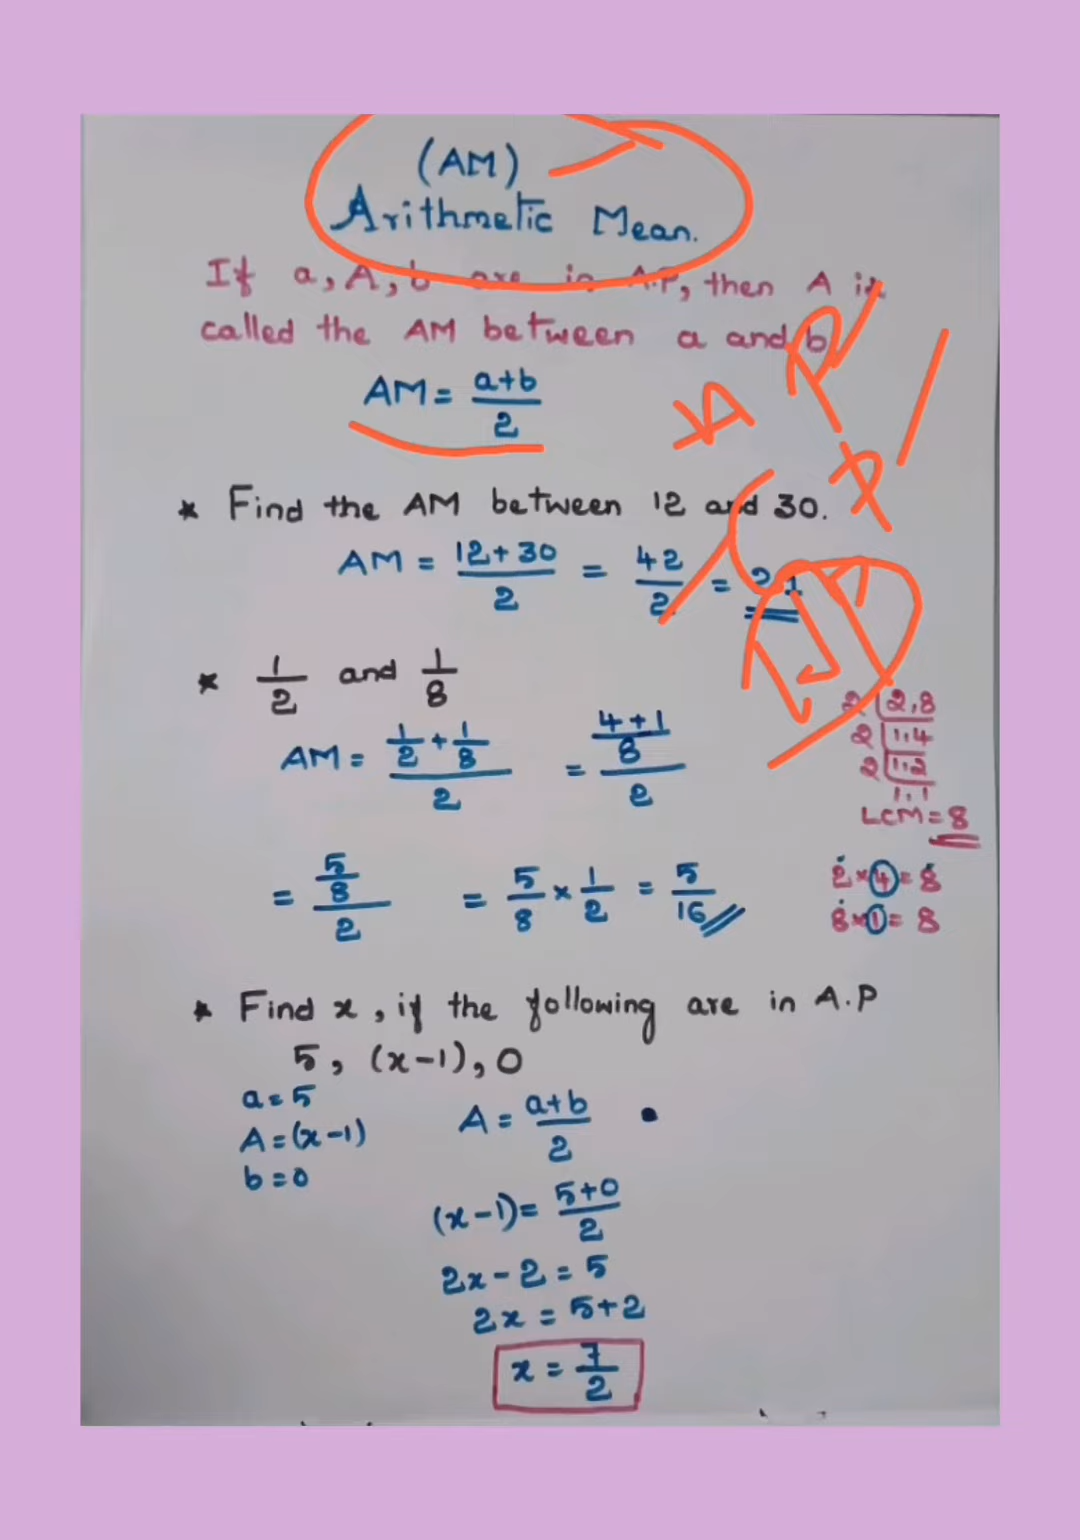 (AM)
Arithmetic Mean.
If a, A, b are in A.P, then A is
called the AM between a and b
AM = a+b/2
* Find the AM between 12 and 30.
AM = 12+30/2 = 42/2 = 21
* 1/2 and 1/8
AM = (1/2 + 1/8)/2 = ((4+1)/8)/2
= (5/8)/2 = 5/8 × 1/2 = 5/16
2 | 2, 8
2 | 1, 4
2 | 1, 2
1, 1
LCM = 8
2 × 4 = 8
8 × 1 = 8
* Find x, if the following are in A.P
5, (x-1), 0
a = 5
A = (x-1)
b = 0
A = a+b/2
(x-1) = 5+0/2
2x - 2 = 5
2x = 5+2
x = 7/2